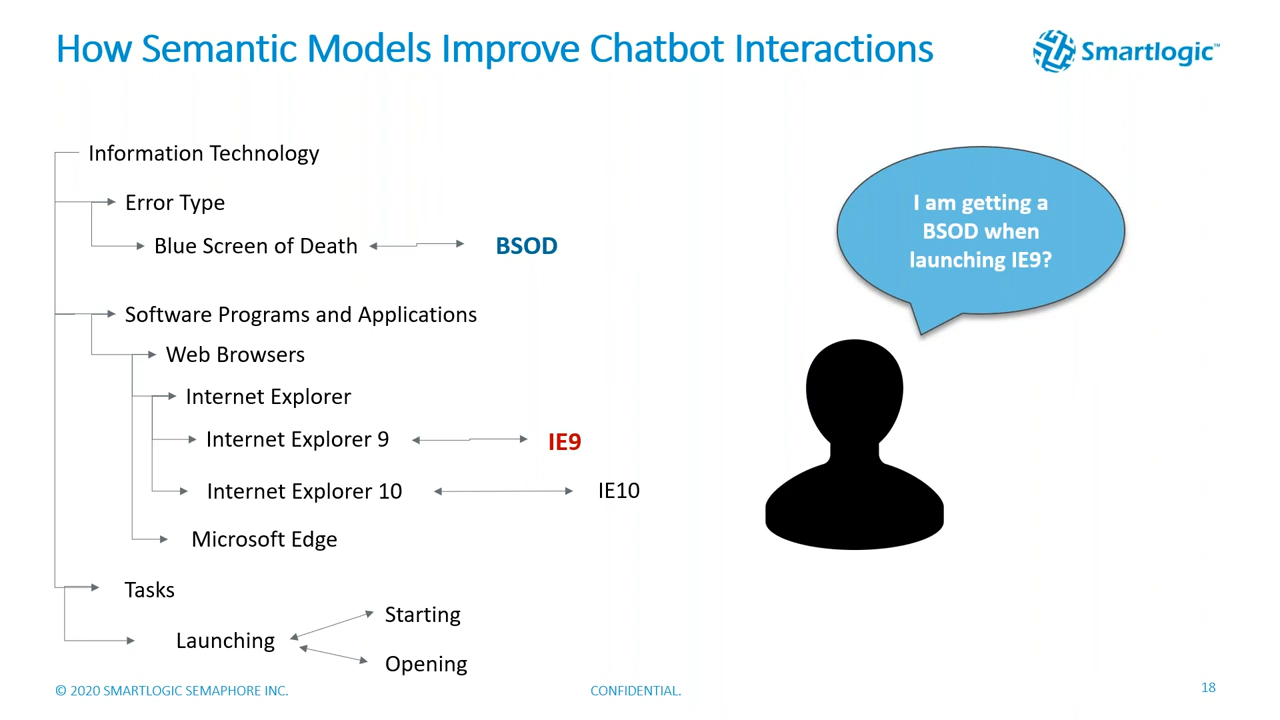 How Semantic Models Improve Chatbot Interactions
Smartlogic™
Information Technology
Error Type
Blue Screen of Death
BSOD
Software Programs and Applications
Web Browsers
Internet Explorer
Internet Explorer 9
IE9
Internet Explorer 10
IE10
Microsoft Edge
Tasks
Launching
Starting
Opening
I am getting a
BSOD when
launching IE9?
© 2020 SMARTLOGIC SEMAPHORE INC.
CONFIDENTIAL.
18